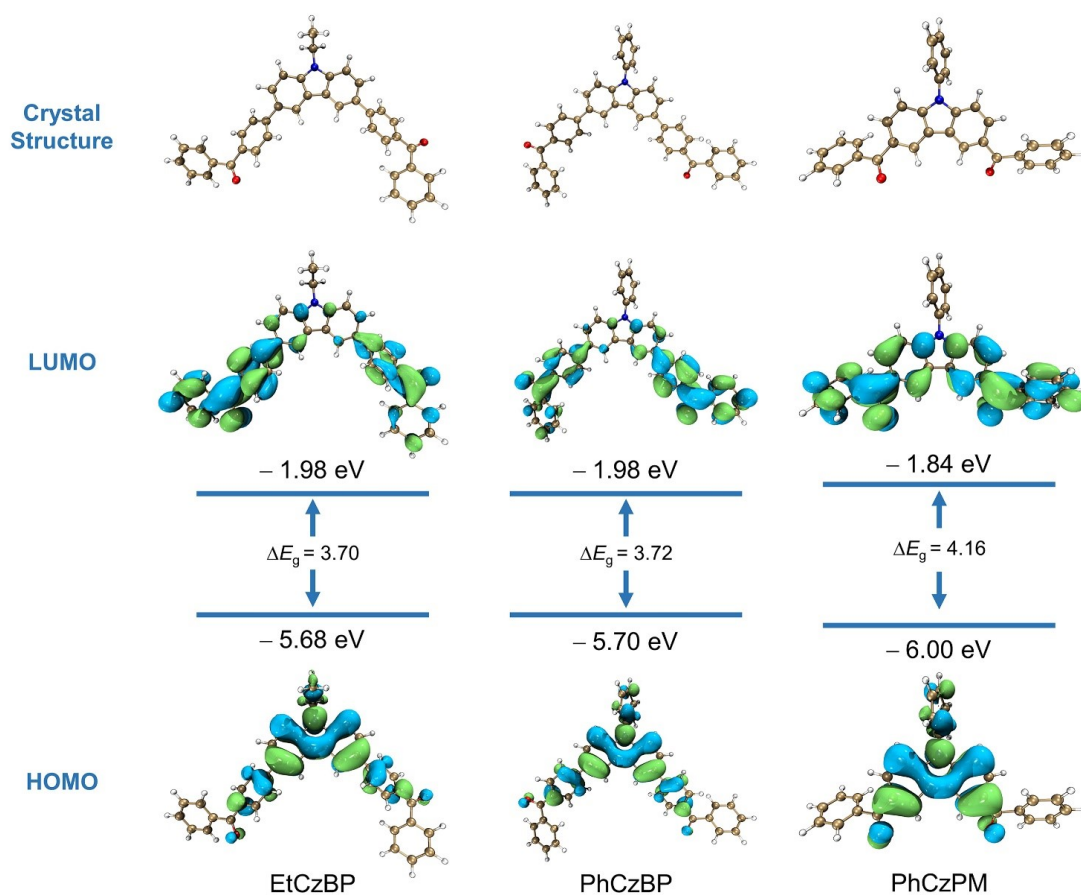 Crystal
Structure
LUMO
– 1.98 eV
– 1.98 eV
– 1.84 eV
ΔEg = 3.70
ΔEg = 3.72
ΔEg = 4.16
– 5.68 eV
– 5.70 eV
– 6.00 eV
HOMO
EtCzBP
PhCzBP
PhCzPM